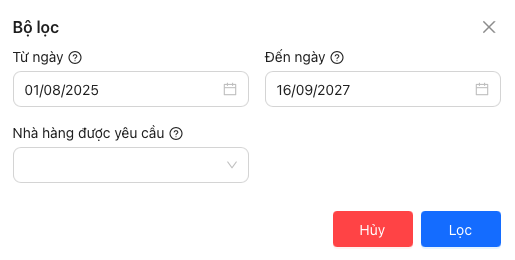 Bộ lọc
Từ ngày Đến ngày
01/08/2025 16/09/2027
Nhà hàng được yêu cầu
Hủy Lọc